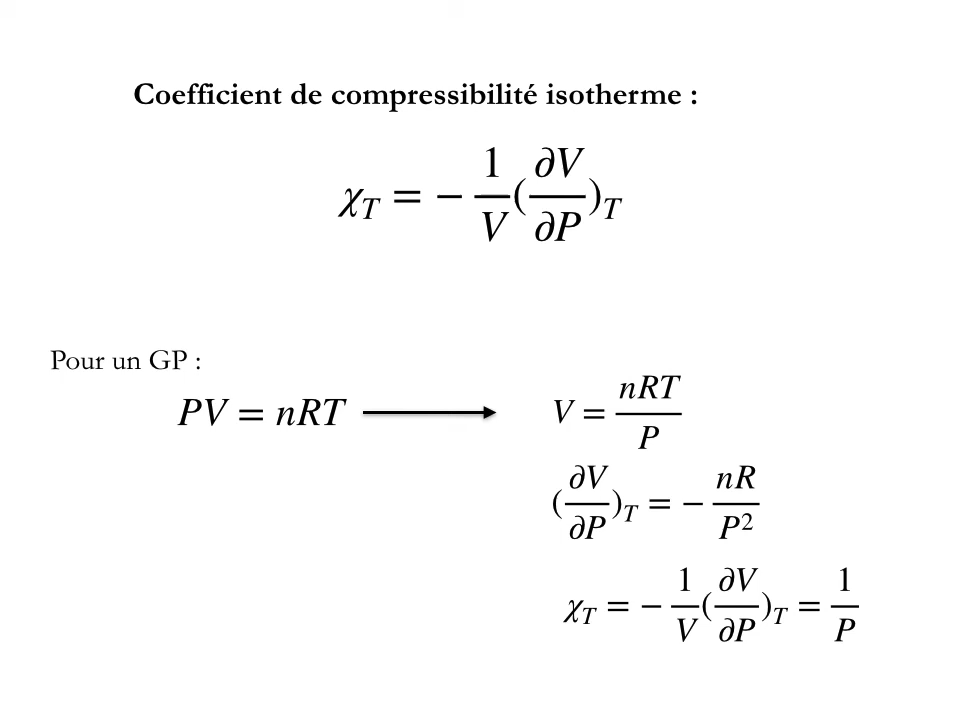 Coefficient de compressibilité isotherme :
χ_T = − 1/V (∂V/∂P)_T
Pour un GP :
PV = nRT ⟶ V = nRT/P
(∂V/∂P)_T = − nR/P²
χ_T = − 1/V (∂V/∂P)_T = 1/P